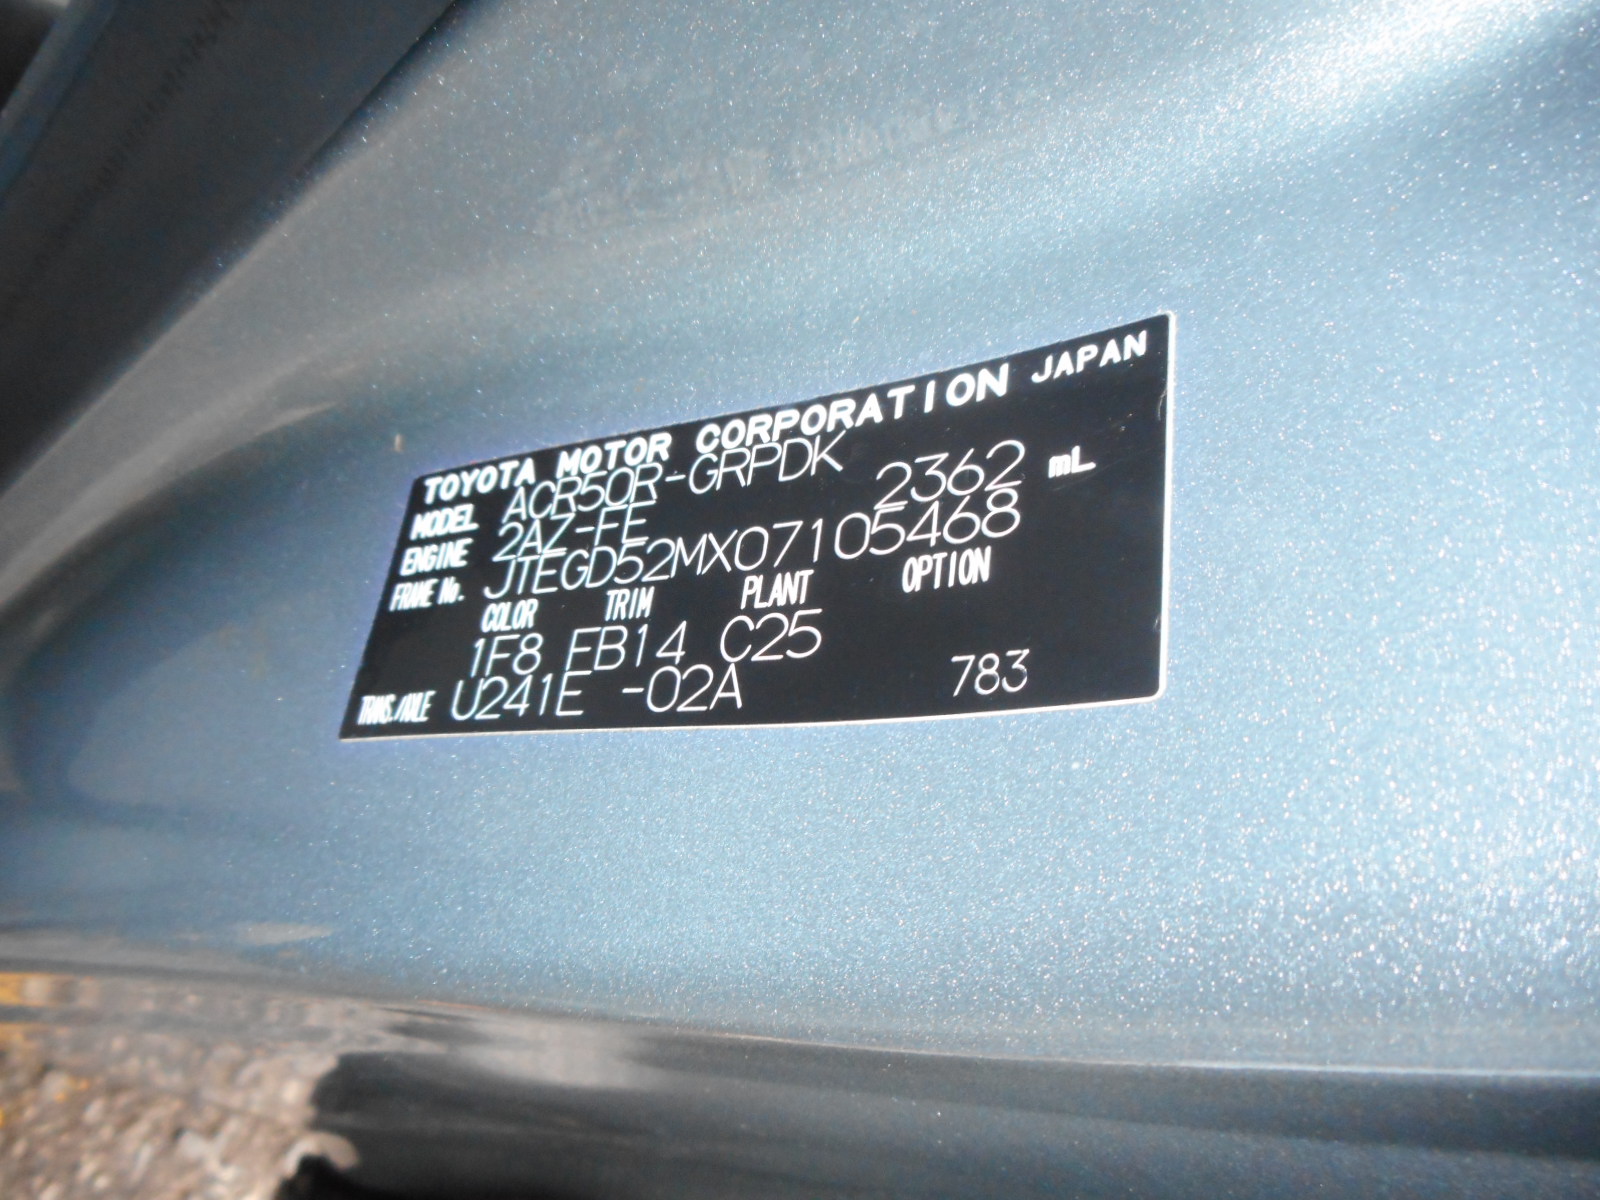 TOYOTA MOTOR CORPORATION JAPAN
MODEL ACR50R-GRPDK
ENGINE 2AZ-FE 2362 mL
FRAME No. JTEGD52MX07105468
COLOR TRIM PLANT OPTION
1F8 FB14 C25
TRANS./AXLE U241E -02A 783